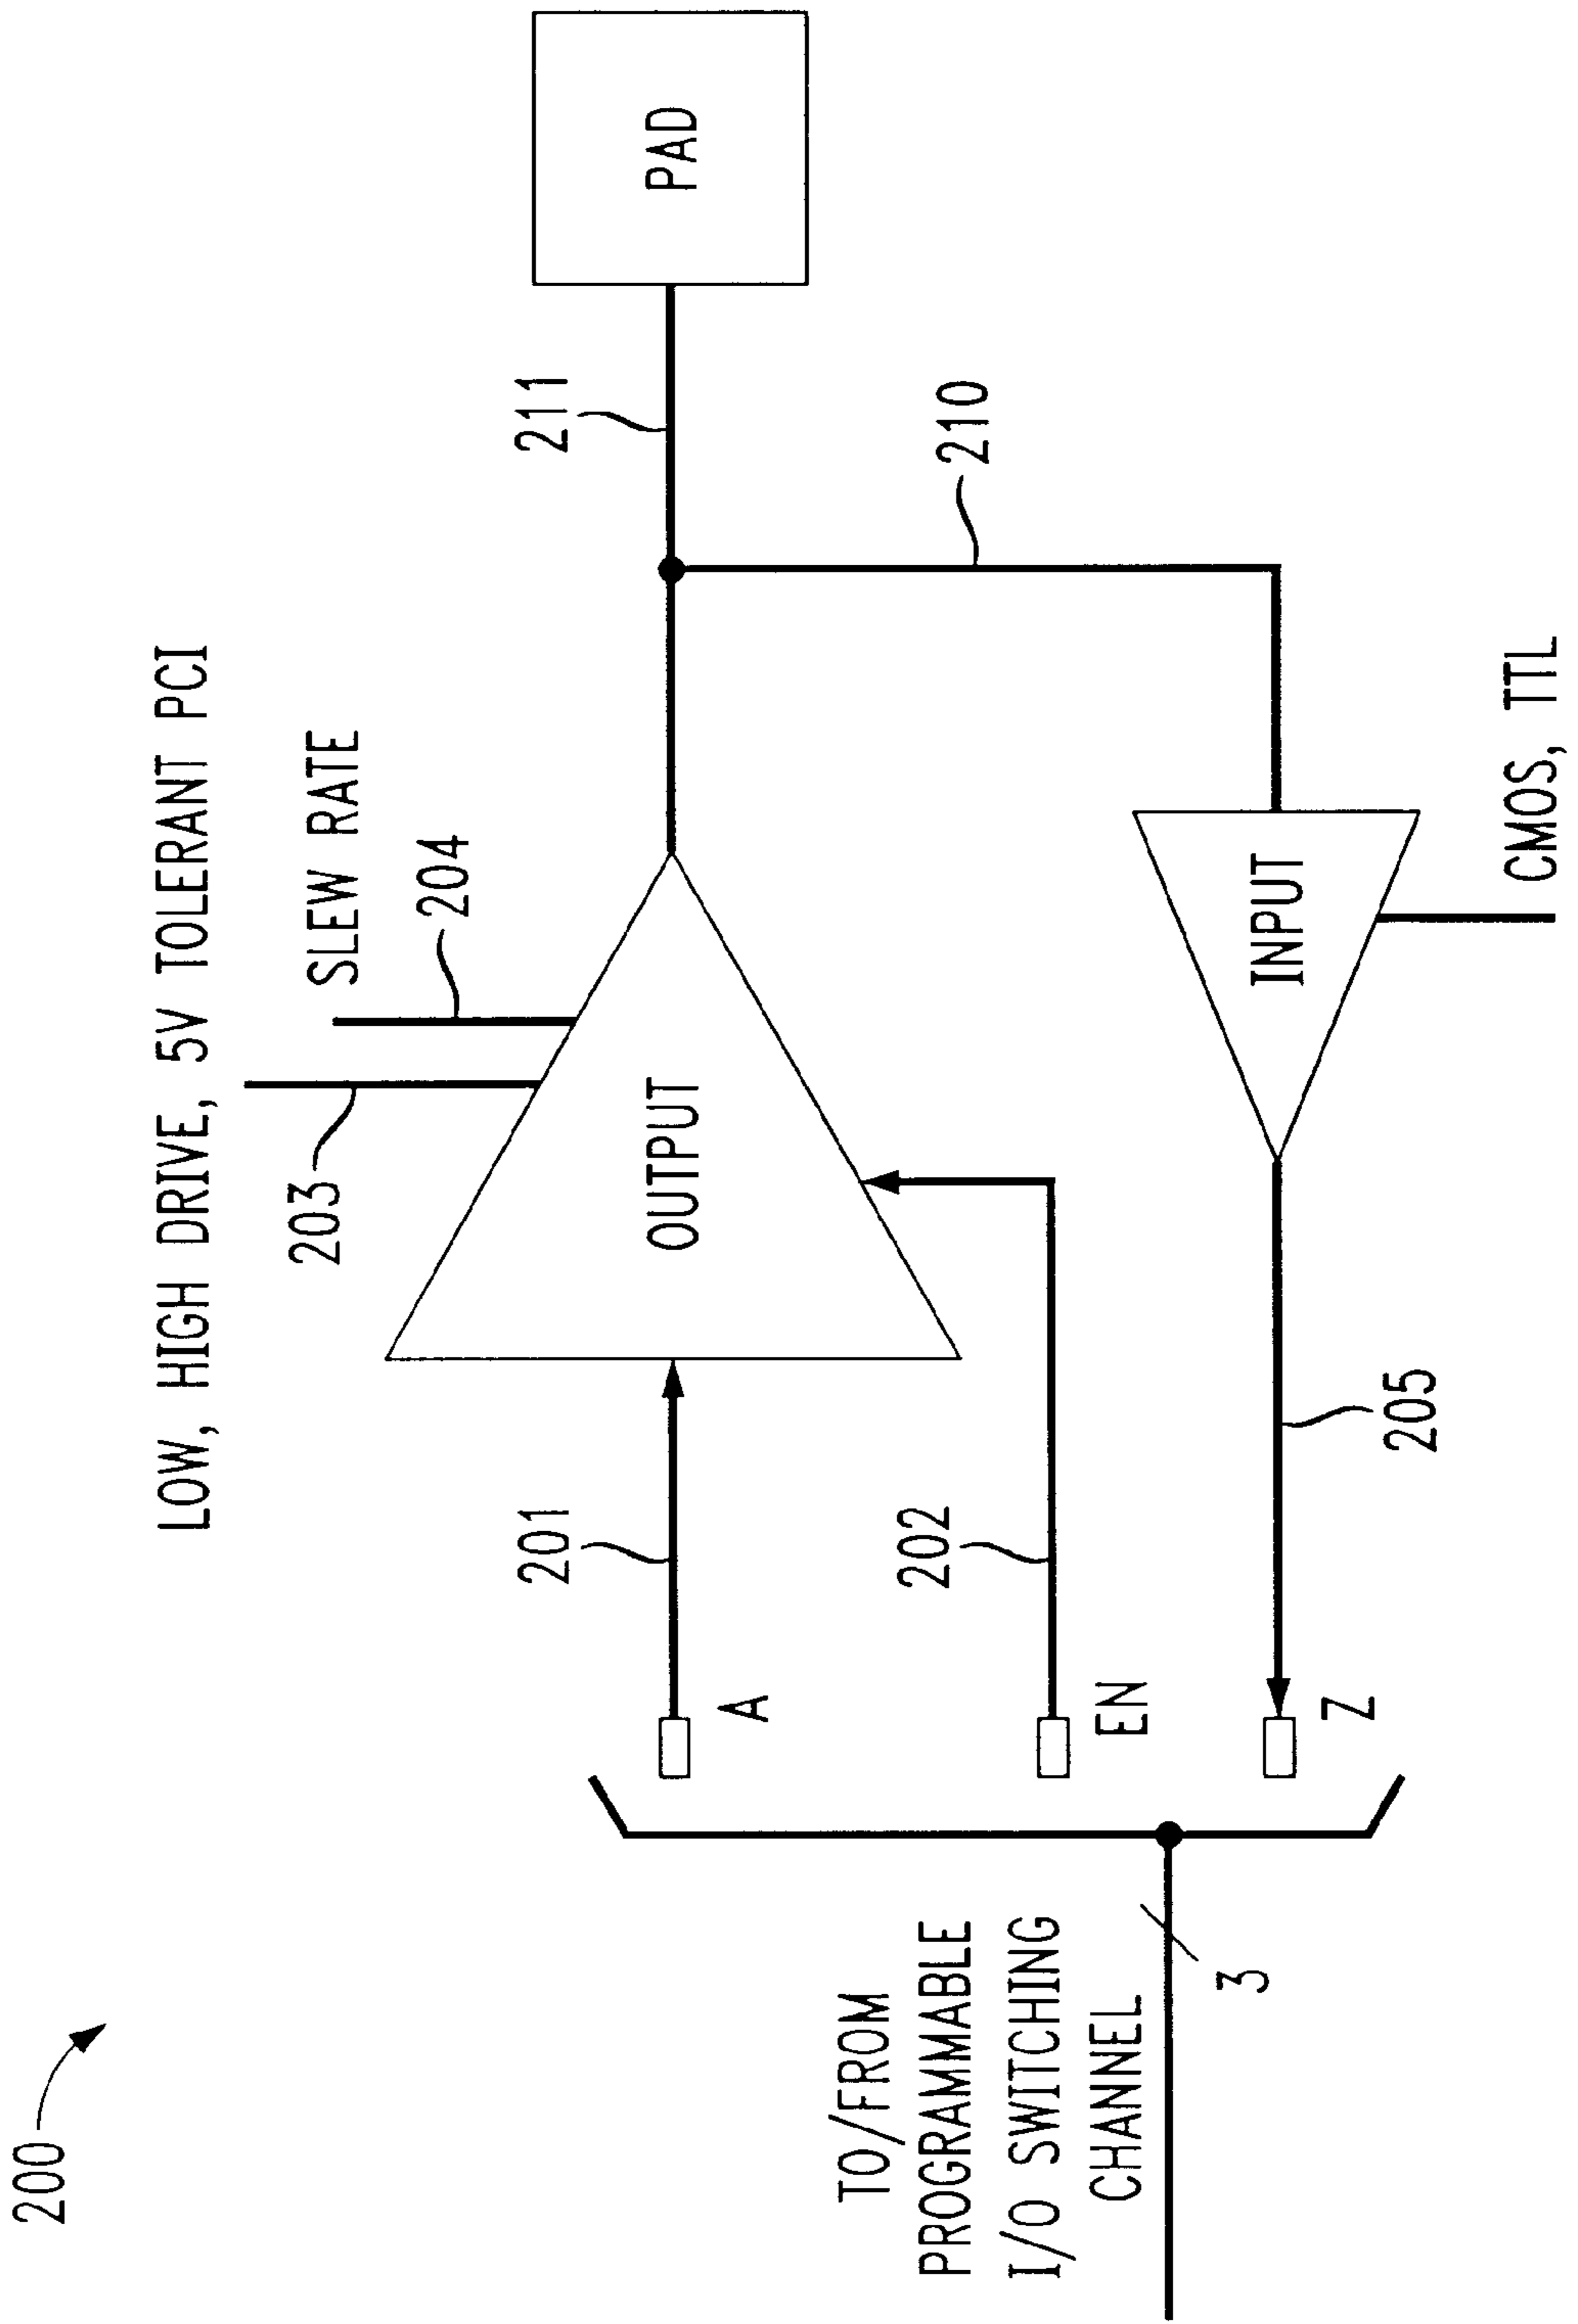 200
LOW, HIGH DRIVE, 5V TOLERANT PCI
SLEW RATE
203
204
201
OUTPUT
211
PAD
A
202
210
EN
INPUT
Z
205
CMOS, TTL
TO/FROM
PROGRAMMABLE
I/O SWITCHING
CHANNEL
3